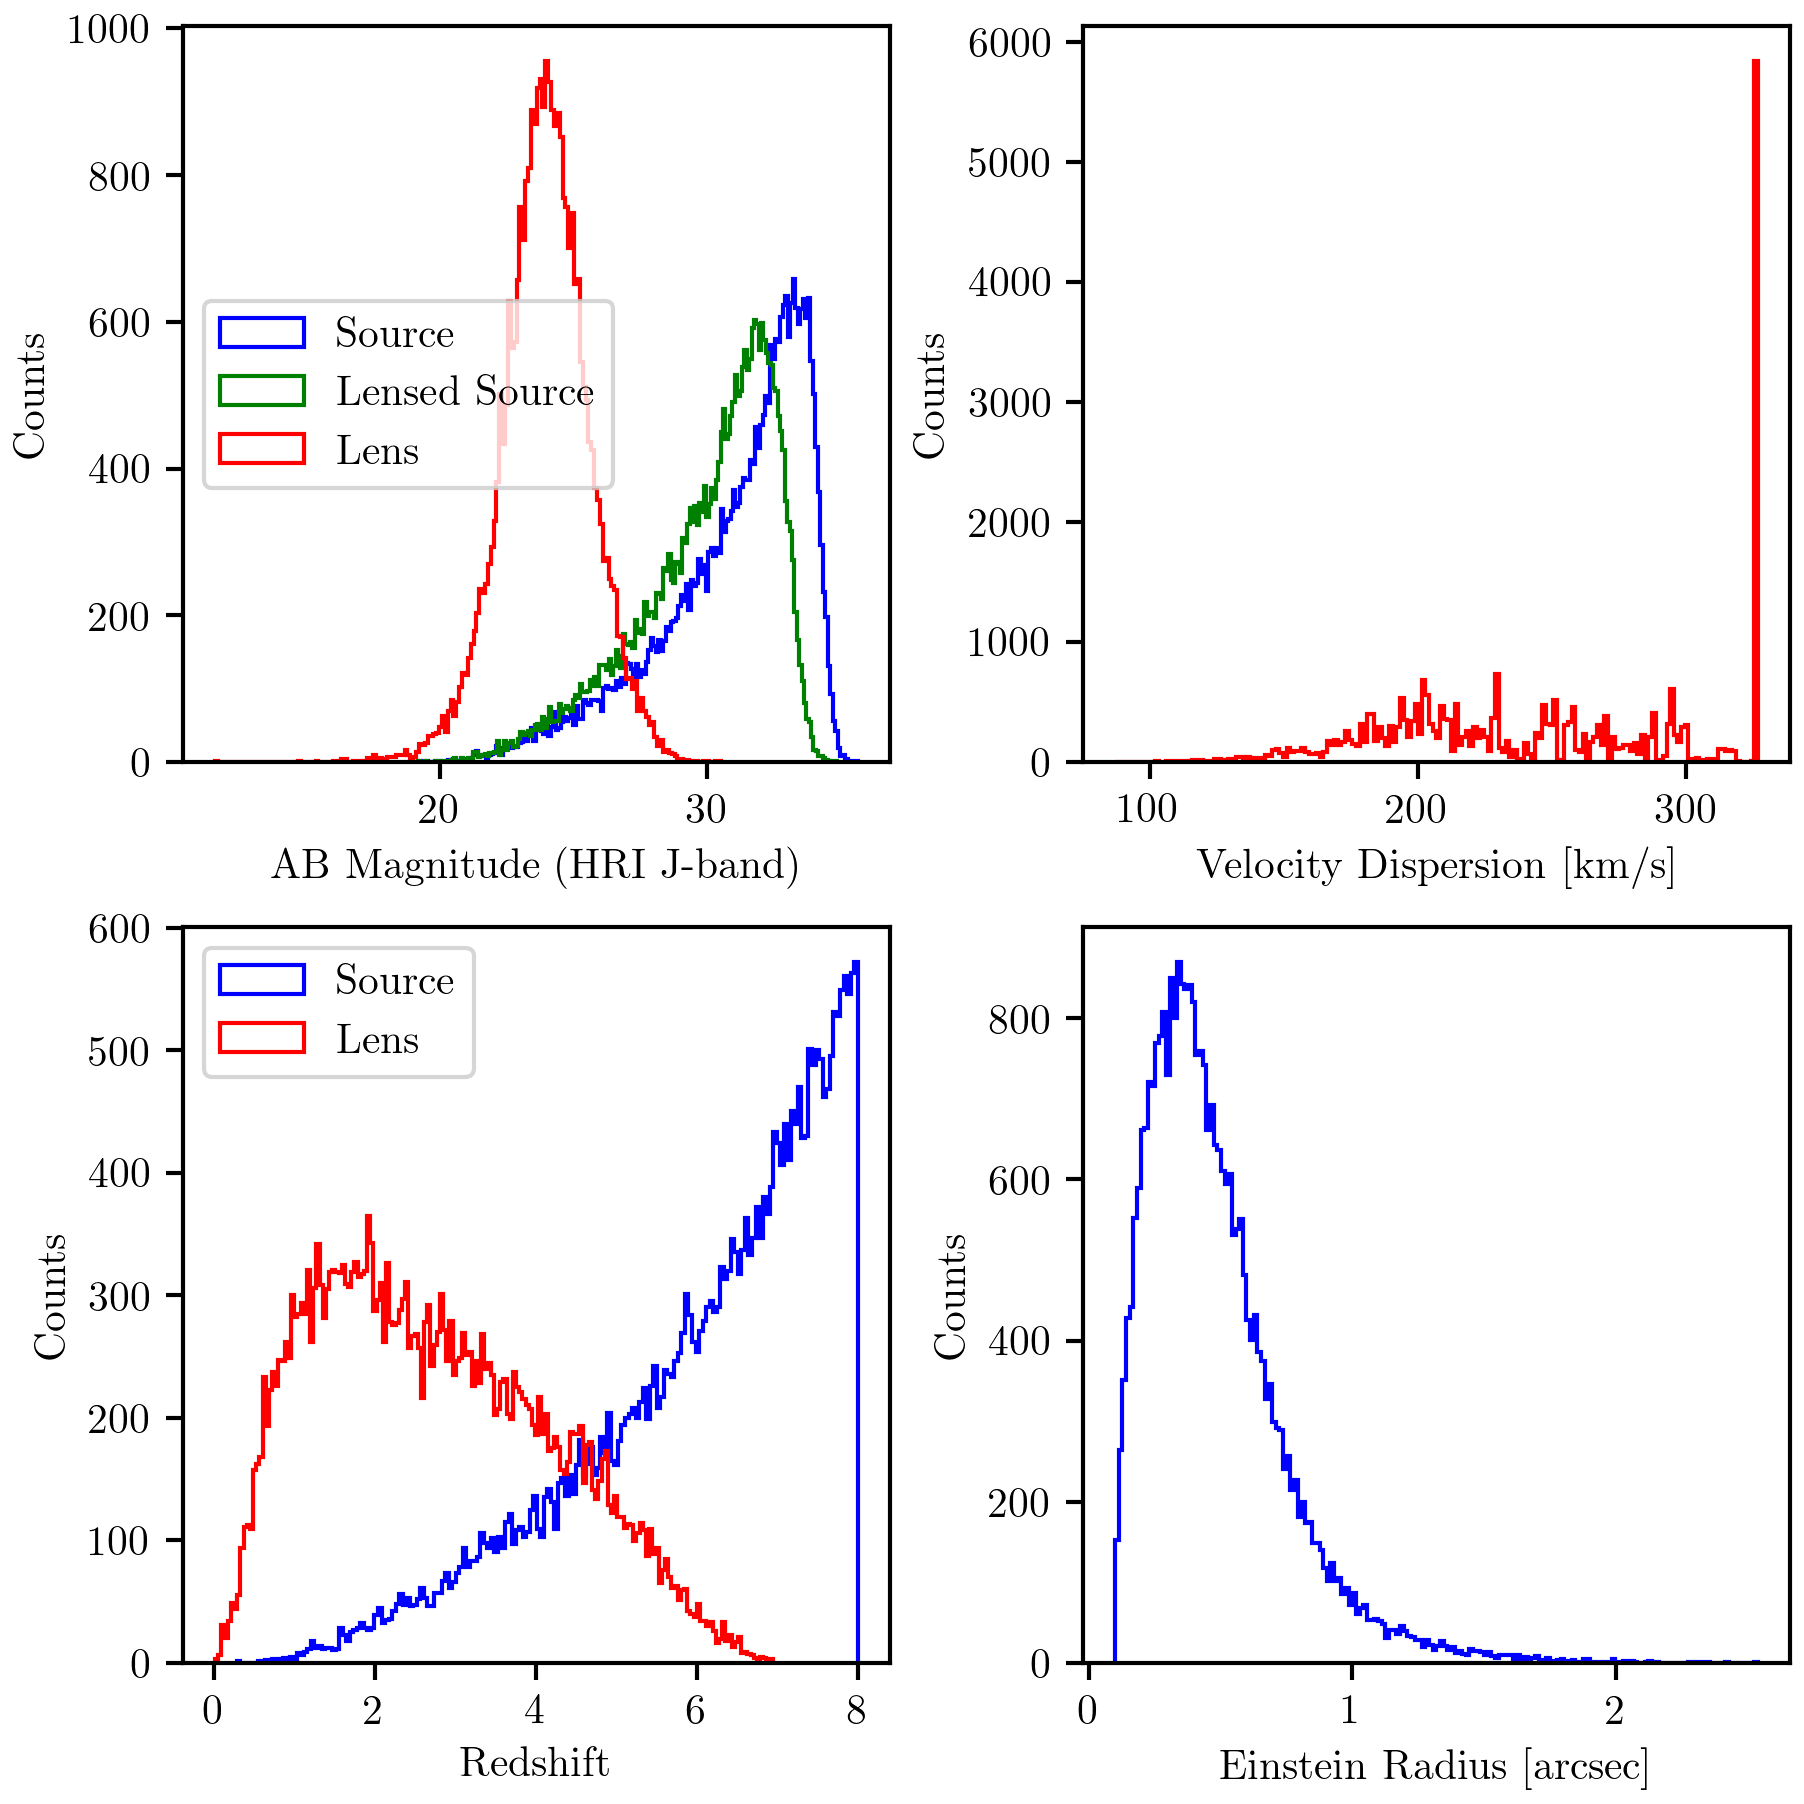 1000
800
600
400
200
0
Counts
Source
Lensed Source
Lens
20
30
AB Magnitude (HRI J-band)
6000
5000
4000
3000
2000
1000
0
Counts
100
200
300
Velocity Dispersion [km/s]
600
500
400
300
200
100
0
Counts
Source
Lens
0
2
4
6
8
Redshift
800
600
400
200
0
Counts
0
1
2
Einstein Radius [arcsec]